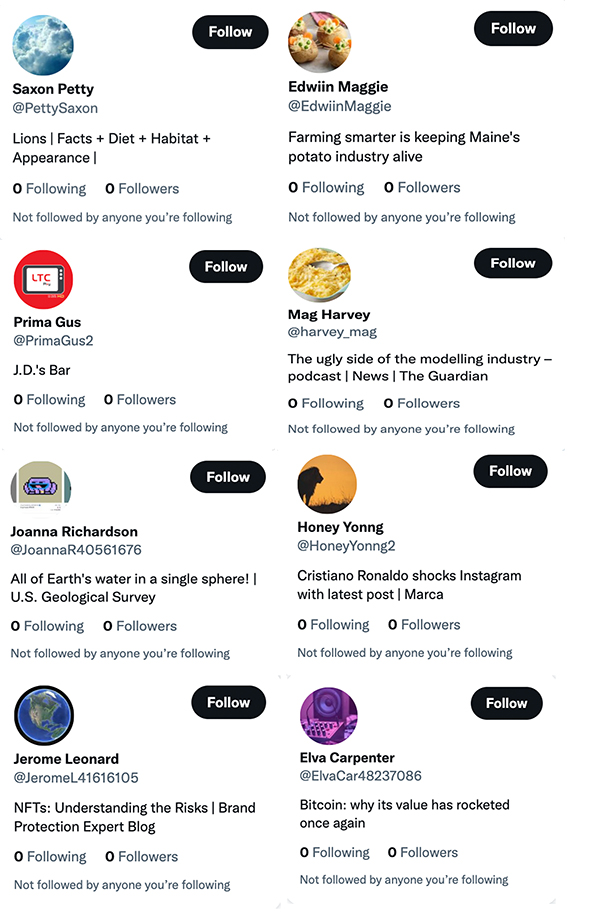 Follow
Saxon Petty
@PettySaxon
Lions | Facts + Diet + Habitat +
Appearance |
0 Following 0 Followers
Not followed by anyone you're following
Follow
Edwiin Maggie
@EdwiinMaggie
Farming smarter is keeping Maine's
potato industry alive
0 Following 0 Followers
Not followed by anyone you're following
LTC
Follow
Prima Gus
@PrimaGus2
J.D.'s Bar
0 Following 0 Followers
Not followed by anyone you're following
Follow
Mag Harvey
@harvey_mag
The ugly side of the modelling industry –
podcast | News | The Guardian
0 Following 0 Followers
Not followed by anyone you're following
Follow
Joanna Richardson
@JoannaR40561676
All of Earth's water in a single sphere! |
U.S. Geological Survey
0 Following 0 Followers
Not followed by anyone you're following
Follow
Honey Yonng
@HoneyYonng2
Cristiano Ronaldo shocks Instagram
with latest post | Marca
0 Following 0 Followers
Not followed by anyone you're following
Follow
Jerome Leonard
@JeromeL41616105
NFTs: Understanding the Risks | Brand
Protection Expert Blog
0 Following 0 Followers
Not followed by anyone you're following
Follow
Elva Carpenter
@ElvaCar48237086
Bitcoin: why its value has rocketed
once again
0 Following 0 Followers
Not followed by anyone you're following